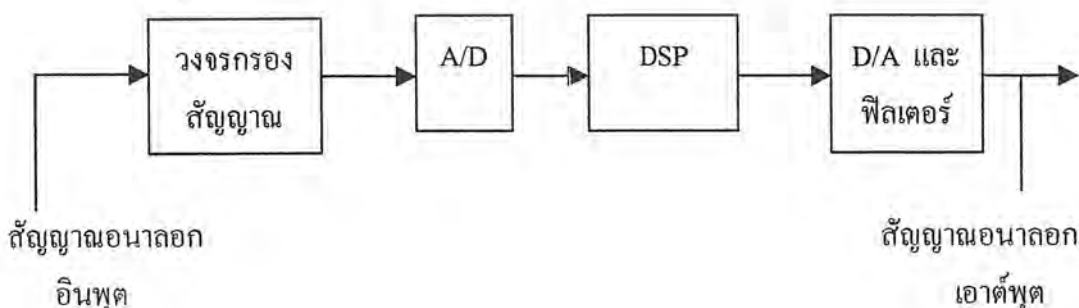 วงจรกรอง
สัญญาณ
A/D
DSP
D/A และ
ฟิลเตอร์
สัญญาณอนาลอก
อินพุต
สัญญาณอนาลอก
เอาต์พุต